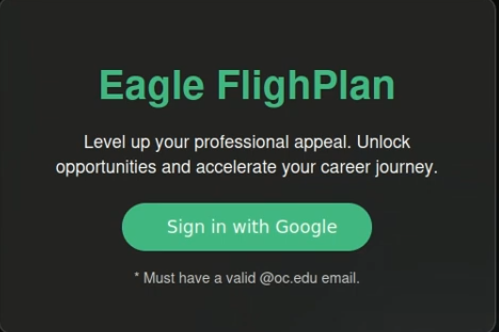 Eagle FlighPlan
Level up your professional appeal. Unlock
opportunities and accelerate your career journey.
Sign in with Google
* Must have a valid @oc.edu email.